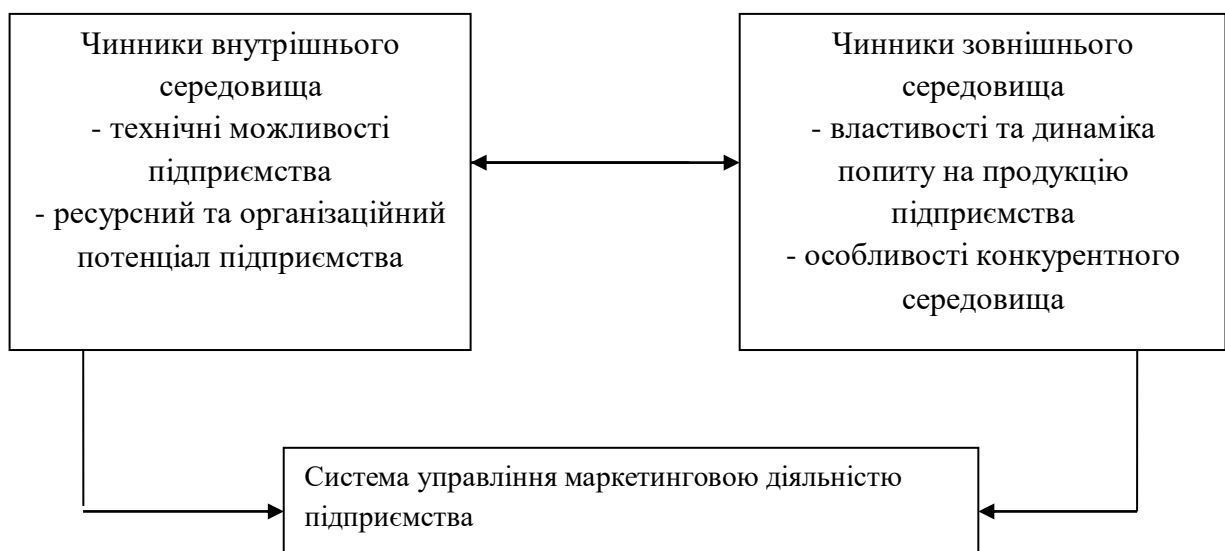 Чинники внутрішнього
середовища
- технічні можливості
підприємства
- ресурсний та організаційний
потенціал підприємства
Чинники зовнішнього
середовища
- властивості та динаміка
попиту на продукцію
підприємства
- особливості конкурентного
середовища
Система управління маркетинговою діяльністю
підприємства